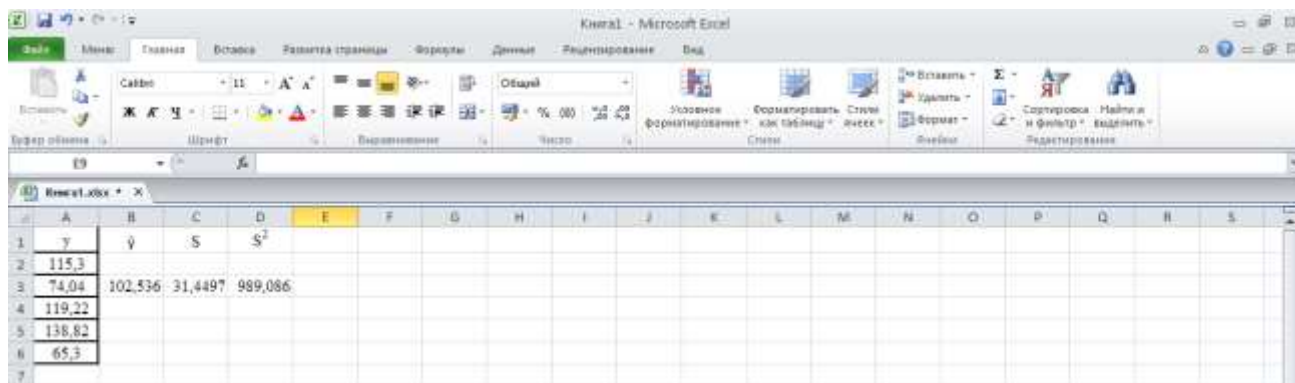 Книга1 - Microsoft Excel
Файл Меню Главная Вставка Разметка страницы Формулы Данные Рецензирование Вид
Calibri 11 A A Общий
Вставить Ж К Ч A % 000 Условное форматирование Форматировать как таблицу Стили ячеек Вставить Удалить Формат Σ Сортировка и фильтр Найти и выделить
Буфер обмена Шрифт Выравнивание Число Стили Ячейки Редактирование
E9 fx
Книга1.xlsx * X
A B C D E F G H I J K L M N O P Q R S
1 y ŷ S S²
2 115,3
3 74,04 102,536 31,4497 989,086
4 119,22
5 138,82
6 65,3
7